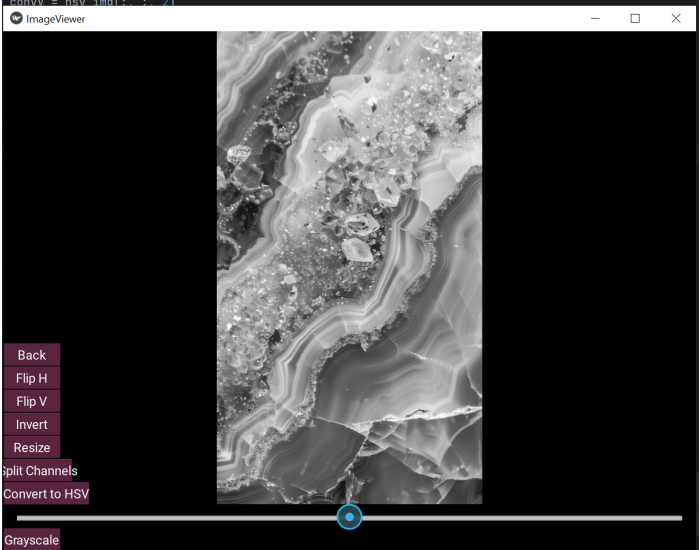 ImageViewer
Back
Flip H
Flip V
Invert
Resize
Split Channels
Convert to HSV
Grayscale